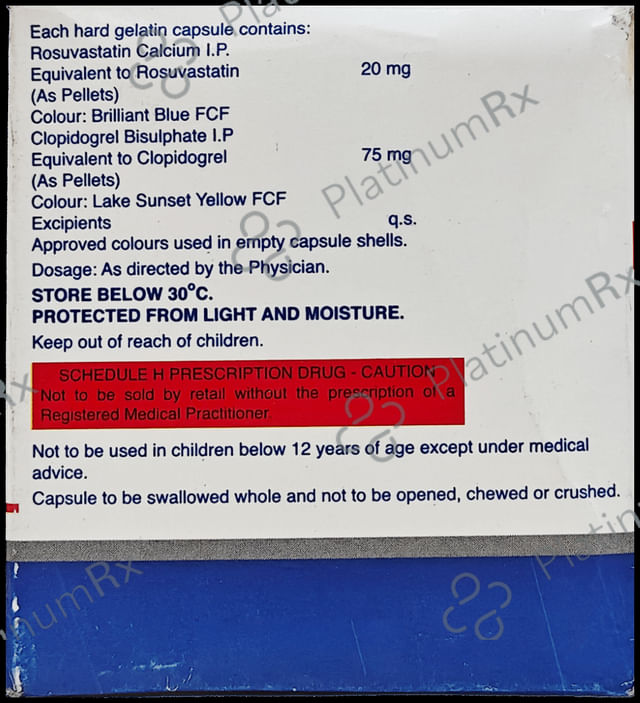 Each hard gelatin capsule contains:
Rosuvastatin Calcium I.P.
Equivalent to Rosuvastatin 20 mg
(As Pellets)
Colour: Brilliant Blue FCF
Clopidogrel Bisulphate I.P
Equivalent to Clopidogrel 75 mg
(As Pellets)
Colour: Lake Sunset Yellow FCF
Excipients q.s.
Approved colours used in empty capsule shells.
Dosage: As directed by the Physician.
STORE BELOW 30°C.
PROTECTED FROM LIGHT AND MOISTURE.
Keep out of reach of children.
SCHEDULE H PRESCRIPTION DRUG - CAUTION
Not to be sold by retail without the prescription of a
Registered Medical Practitioner.
Not to be used in children below 12 years of age except under medical
advice.
Capsule to be swallowed whole and not to be opened, chewed or crushed.
PlatinumRx
PlatinumRx
PlatinumRx